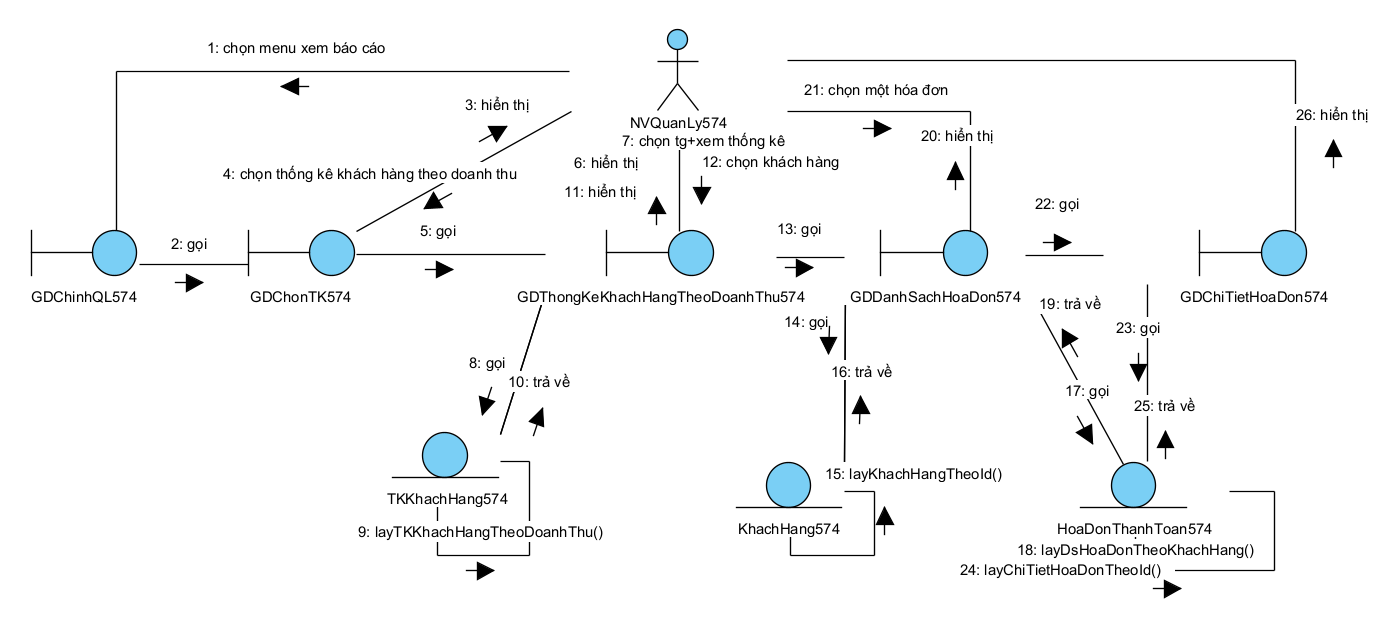 1: chọn menu xem báo cáo
21: chọn một hóa đơn
3: hiển thị
26: hiển thị
NVQuanLy574
7: chọn tg+xem thống kê
20: hiển thị
6: hiển thị
12: chọn khách hàng
4: chọn thống kê khách hàng theo doanh thu
11: hiển thị
22: gọi
13: gọi
5: gọi
2: gọi
GDChinhQL574
GDChonTK574
GDThongKeKhachHangTheoDoanhThu574
GDDanhSachHoaDon574
GDChiTietHoaDon574
19: trả về
14: gọi
23: gọi
8: gọi
16: trả về
10: trả về
17: gọi
25: trả về
15: layKhachHangTheoId()
TKKhachHang574
KhachHang574
HoaDonThanhToan574
9: layTKKhachHangTheoDoanhThu()
18: layDsHoaDonTheoKhachHang()
24: layChiTietHoaDonTheoId()